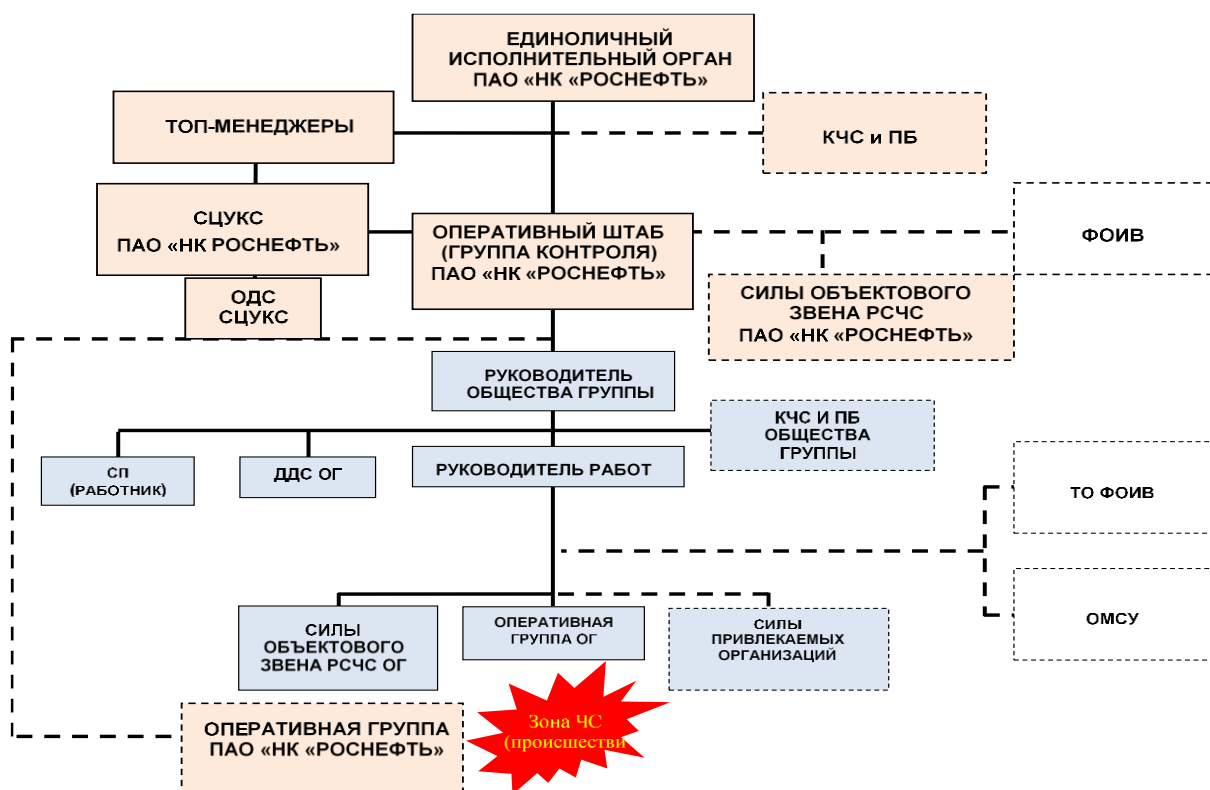 ЕДИНОЛИЧНЫЙ
ИСПОЛНИТЕЛЬНЫЙ ОРГАН
ПАО «НК «РОСНЕФТЬ»
ТОП-МЕНЕДЖЕРЫ
КЧС и ПБ
СЦУКС
ПАО «НК РОСНЕФТЬ»
ОПЕРАТИВНЫЙ ШТАБ
(ГРУППА КОНТРОЛЯ)
ПАО «НК «РОСНЕФТЬ»
ФОИВ
ОДС
СЦУКС
СИЛЫ ОБЪЕКТОВОГО
ЗВЕНА РСЧС
ПАО «НК «РОСНЕФТЬ»
РУКОВОДИТЕЛЬ
ОБЩЕСТВА ГРУППЫ
КЧС И ПБ
ОБЩЕСТВА
ГРУППЫ
СП
(РАБОТНИК)
ДДС ОГ
РУКОВОДИТЕЛЬ РАБОТ
ТО ФОИВ
ОМСУ
СИЛЫ
ОБЪЕКТОВОГО
ЗВЕНА РСЧС ОГ
ОПЕРАТИВНАЯ
ГРУППА ОГ
СИЛЫ
ПРИВЛЕКАЕМЫХ
ОРГАНИЗАЦИЙ
ОПЕРАТИВНАЯ ГРУППА
ПАО «НК «РОСНЕФТЬ»
Зона ЧС
(происшестви